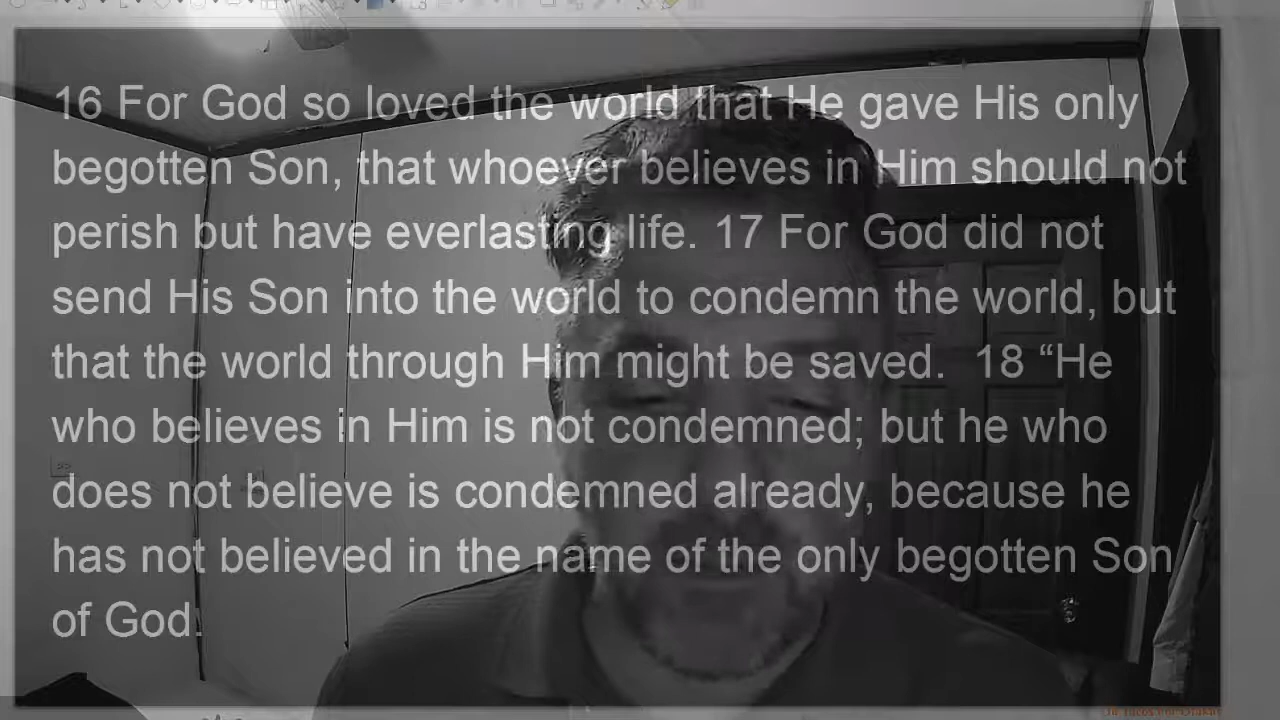 16 For God so loved the world that He gave His only
begotten Son, that whoever believes in Him should not
perish but have everlasting life. 17 For God did not
send His Son into the world to condemn the world, but
that the world through Him might be saved. 18 “He
who believes in Him is not condemned; but he who
does not believe is condemned already, because he
has not believed in the name of the only begotten Son
of God.